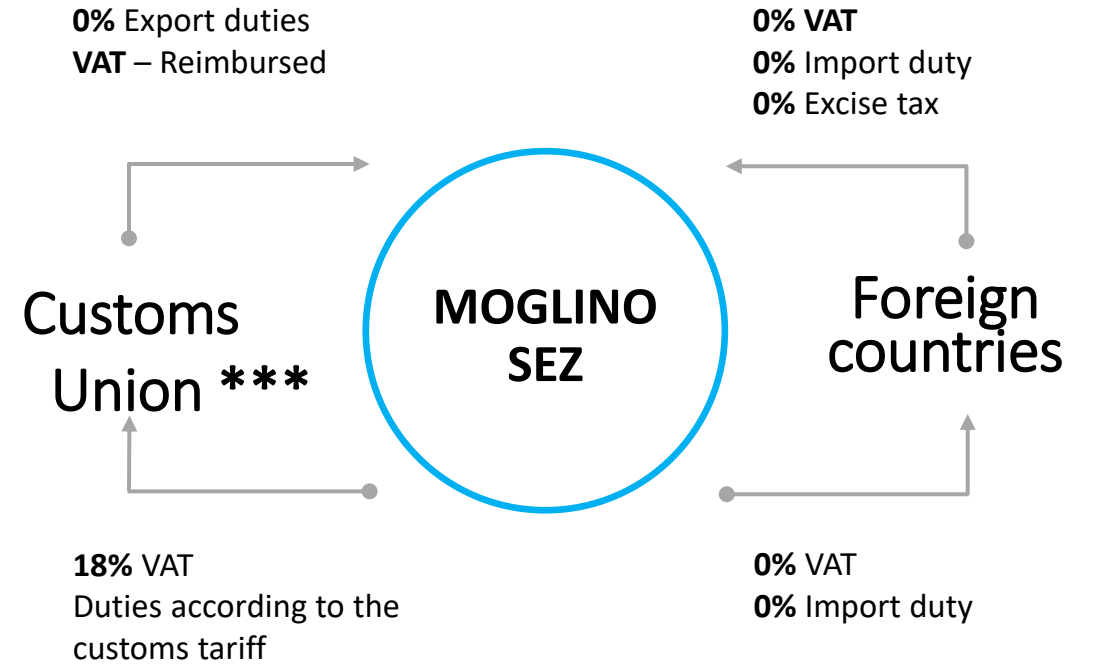 0% Export duties
VAT – Reimbursed
0% VAT
0% Import duty
0% Excise tax
Customs
Union ***
MOGLINO
SEZ
Foreign
countries
18% VAT
Duties according to the
customs tariff
0% VAT
0% Import duty